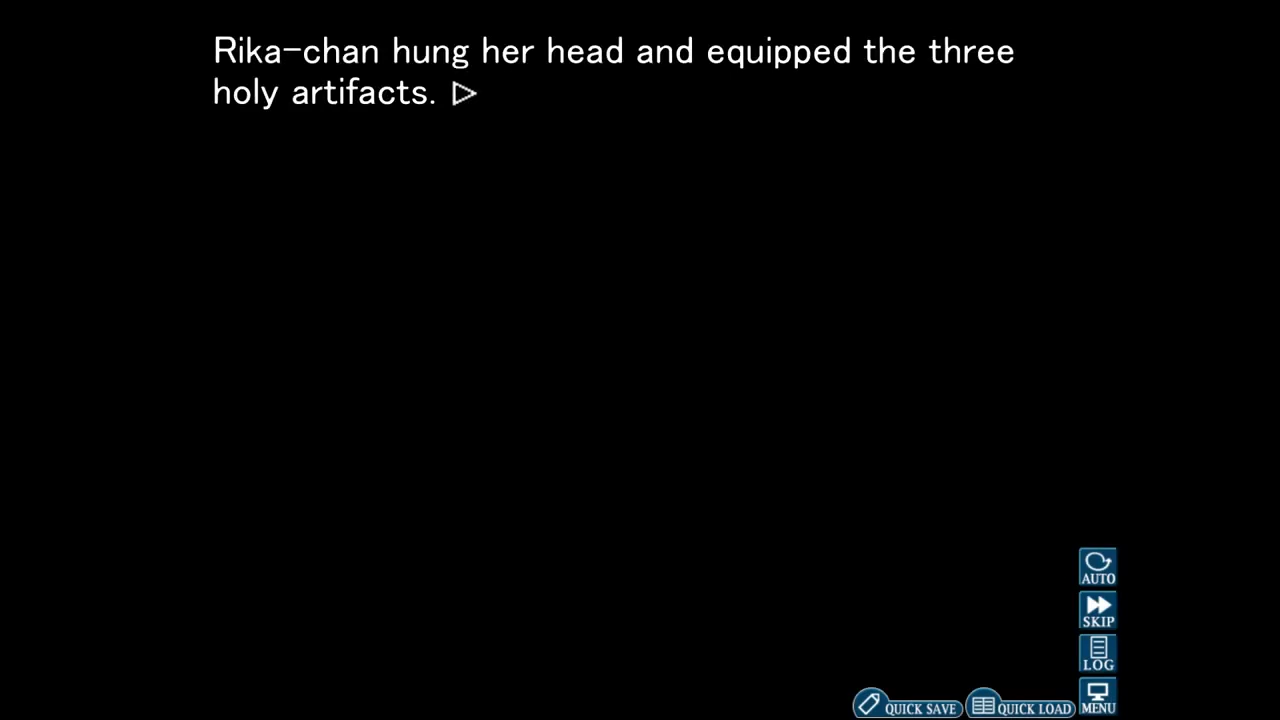 Rika-chan hung her head and equipped the three
holy artifacts.
AUTO
SKIP
LOG
QUICK SAVE
QUICK LOAD
MENU